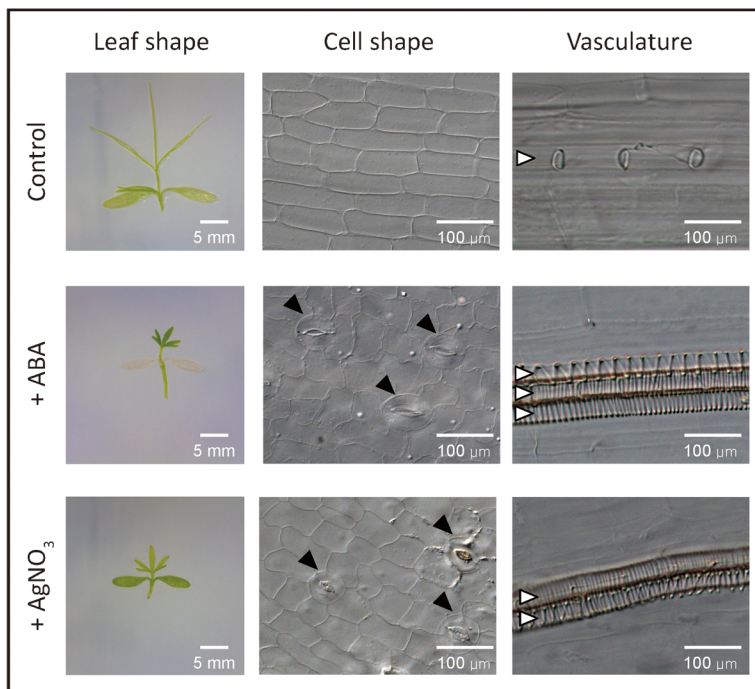 Leaf shape Cell shape Vasculature
Control
5 mm 100 µm 100 µm
+ ABA
5 mm 100 µm 100 µm
+ AgNO₃
5 mm 100 µm 100 µm